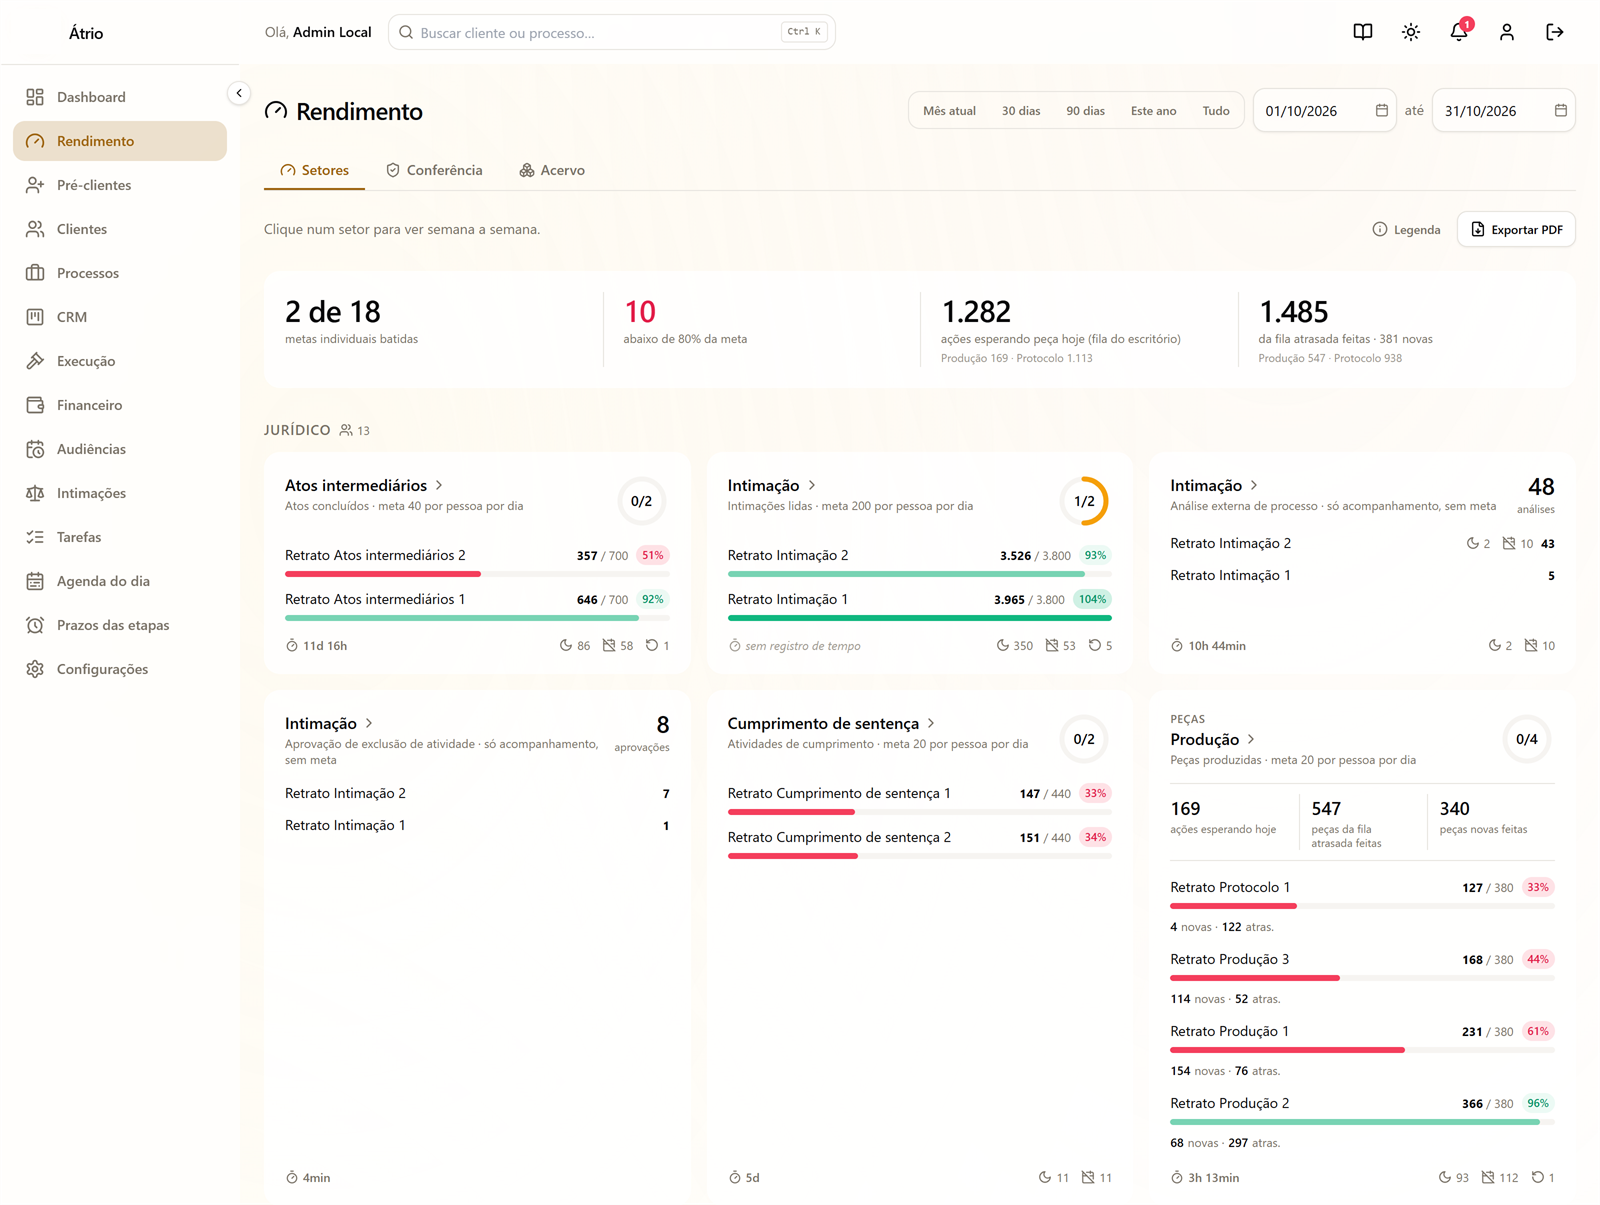 Átrio
Olá, Admin Local
Buscar cliente ou processo...
Ctrl K
1
Dashboard
Rendimento
Pré-clientes
Clientes
Processos
CRM
Execução
Financeiro
Audiências
Intimações
Tarefas
Agenda do dia
Prazos das etapas
Configurações
Rendimento
Mês atual 30 dias 90 dias Este ano Tudo
01/10/2026 até 31/10/2026
Setores Conferência Acervo
Clique num setor para ver semana a semana.
Legenda Exportar PDF
2 de 18
metas individuais batidas
10
abaixo de 80% da meta
1.282
ações esperando peça hoje (fila do escritório)
Produção 169 · Protocolo 1.113
1.485
da fila atrasada feitas · 381 novas
Produção 547 · Protocolo 938
JURÍDICO 13
Atos intermediários
Atos concluídos · meta 40 por pessoa por dia
0/2
Retrato Atos intermediários 2 357 / 700 51%
Retrato Atos intermediários 1 646 / 700 92%
11d 16h 86 58 1
Intimação
Intimações lidas · meta 200 por pessoa por dia
1/2
Retrato Intimação 2 3.526 / 3.800 93%
Retrato Intimação 1 3.965 / 3.800 104%
sem registro de tempo 350 53 5
Intimação
Análise externa de processo · só acompanhamento, sem meta
48
análises
Retrato Intimação 2 2 10 43
Retrato Intimação 1 5
10h 44min 2 10
Intimação
Aprovação de exclusão de atividade · só acompanhamento,
sem meta
8
aprovações
Retrato Intimação 2 7
Retrato Intimação 1 1
4min
Cumprimento de sentença
Atividades de cumprimento · meta 20 por pessoa por dia
0/2
Retrato Cumprimento de sentença 1 147 / 440 33%
Retrato Cumprimento de sentença 2 151 / 440 34%
5d 11 11
PEÇAS
Produção
Peças produzidas · meta 20 por pessoa por dia
0/4
169
ações esperando hoje
547
peças da fila
atrasada feitas
340
peças novas feitas
Retrato Protocolo 1 127 / 380 33%
4 novas · 122 atras.
Retrato Produção 3 168 / 380 44%
114 novas · 52 atras.
Retrato Produção 1 231 / 380 61%
154 novas · 76 atras.
Retrato Produção 2 366 / 380 96%
68 novas · 297 atras.
3h 13min 93 112 1